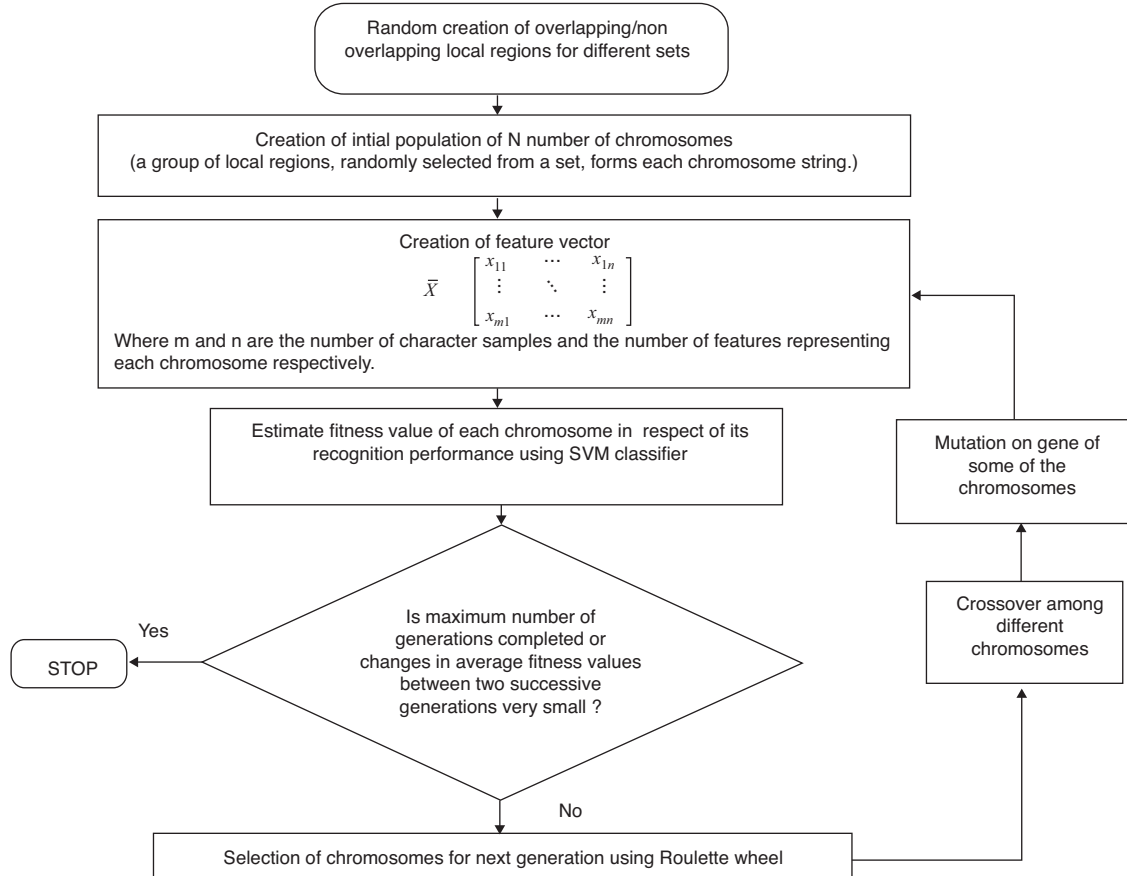 Random creation of overlapping/non
overlapping local regions for different sets
Creation of intial population of N number of chromosomes
(a group of local regions, randomly selected from a set, forms each chromosome string.)
Creation of feature vector
x̄11 ⋯ x1n
X̄ ⋮ ⋱ ⋮
xm1 ⋯ xmn
Where m and n are the number of character samples and the number of features representing
each chromosome respectively.
Estimate fitness value of each chromosome in respect of its
recognition performance using SVM classifier
Is maximum number of
generations completed or
changes in average fitness values
between two successive
generations very small ?
Yes
STOP
No
Selection of chromosomes for next generation using Roulette wheel
Crossover among
different
chromosomes
Mutation on gene of
some of the
chromosomes